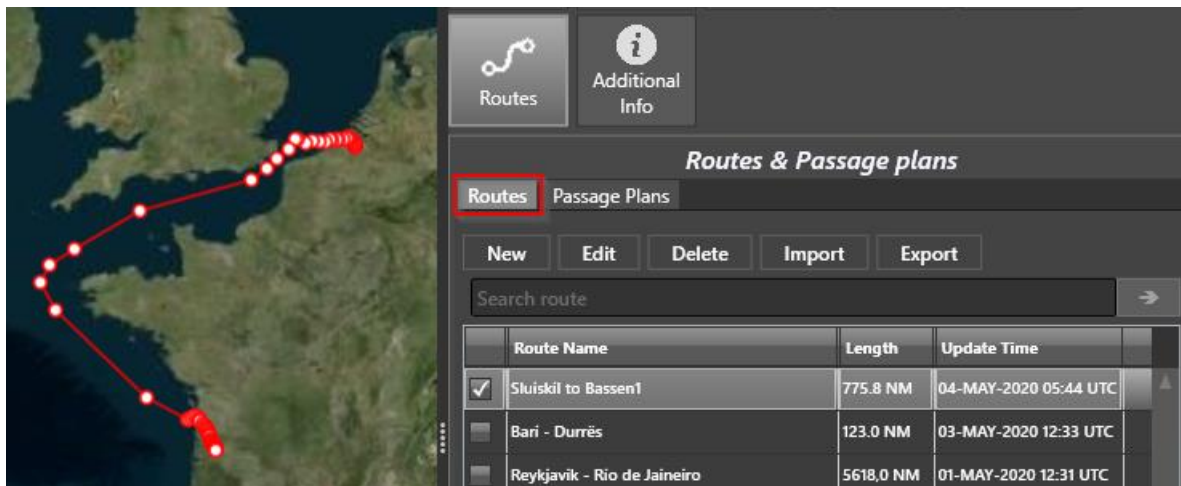 Routes
Additional
Info
Routes & Passage plans
Routes Passage Plans
New Edit Delete Import Export
Search route
Route Name Length Update Time
Sluiskil to Bassen1 775.8 NM 04-MAY-2020 05:44 UTC
Bari - Durrës 123.0 NM 03-MAY-2020 12:33 UTC
Reykjavik - Rio de Jaineiro 5618,0 NM 01-MAY-2020 12:31 UTC